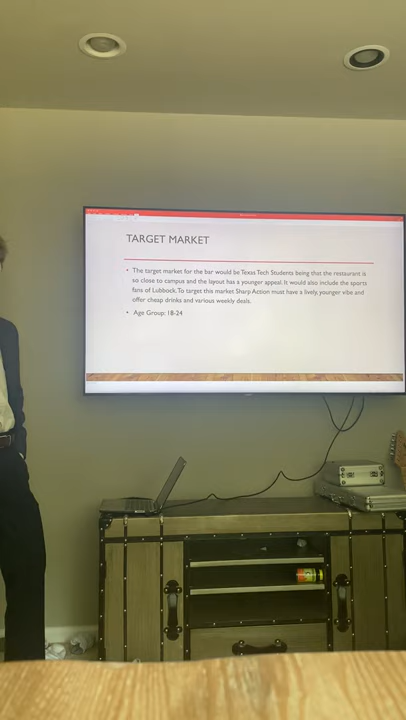 TARGET MARKET
• The target market for the bar would be Texas Tech Students being that the restaurant is
so close to campus and the layout has a younger appeal. It would also include the sports
fans of Lubbock. To target this market Sharp Action must have a lively, younger vibe and
offer cheap drinks and various weekly deals.
• Age Group: 18-24